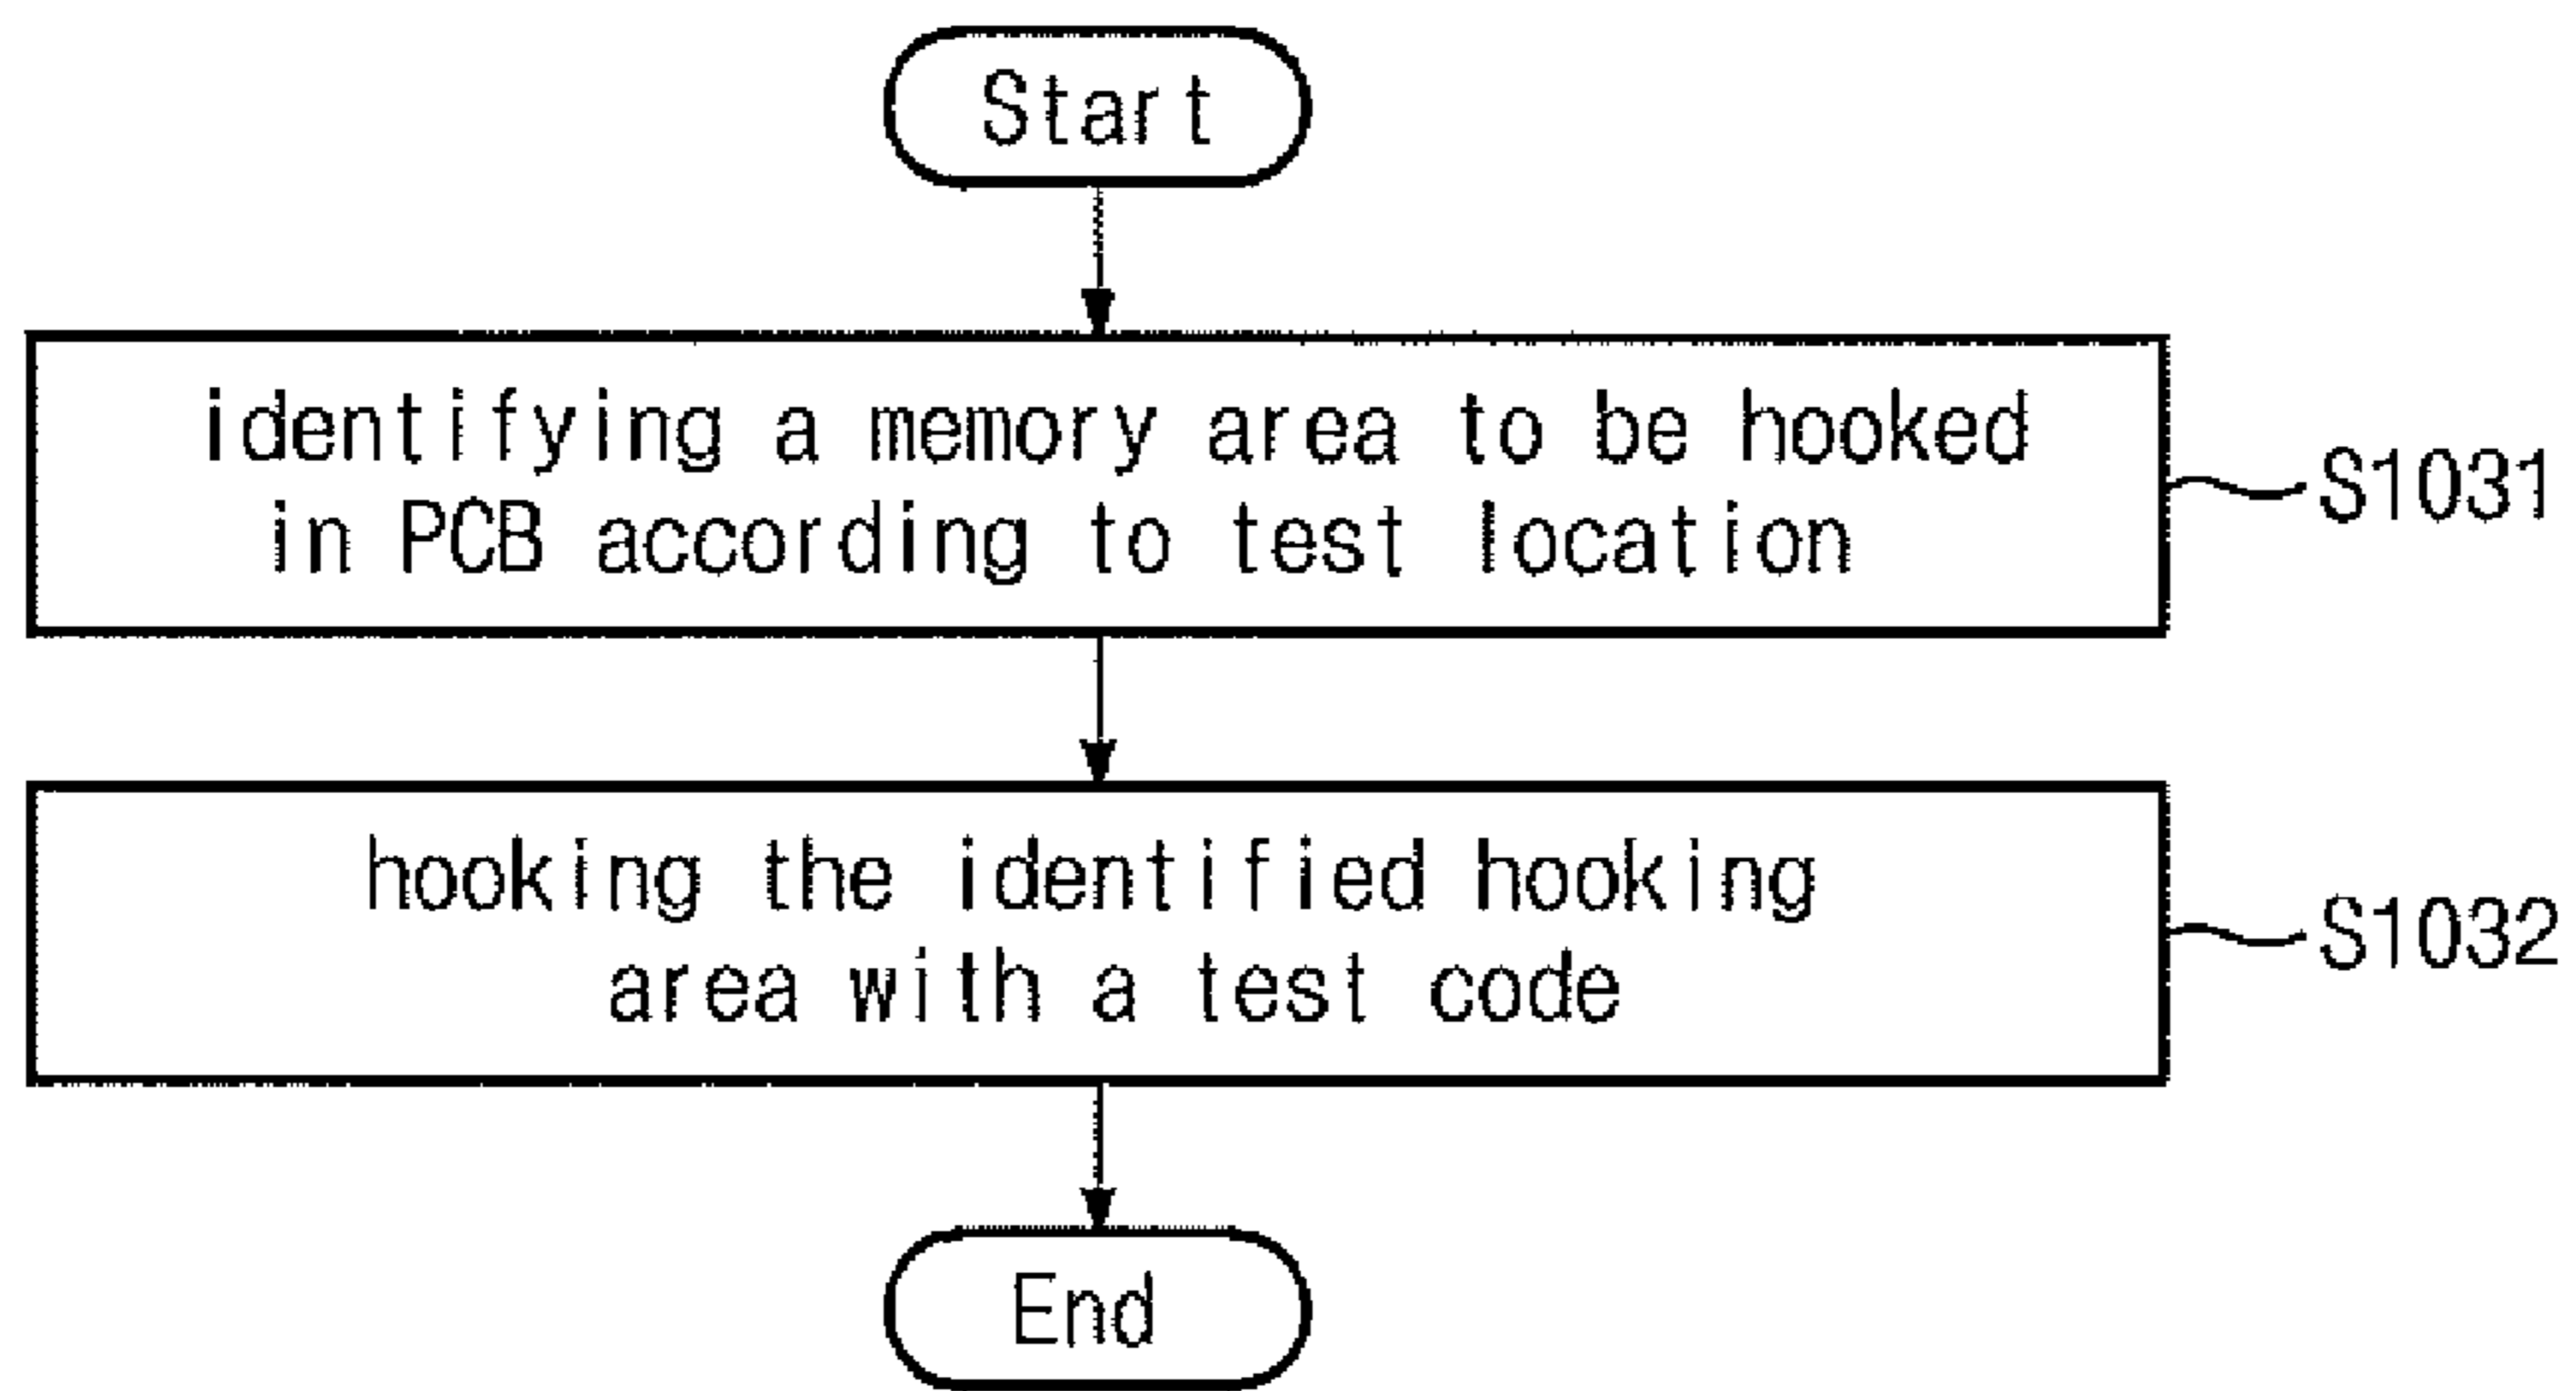 Start
identifying a memory area to be hooked
in PCB according to test location
S1031
hooking the identified hooking
area with a test code
S1032
End